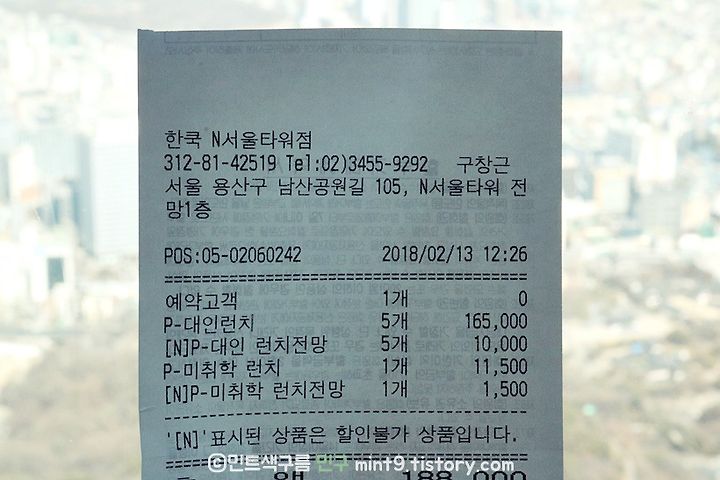 한쿡 N서울타워점
312-81-42519 Tel:02)3455-9292 구창근
서울 용산구 남산공원길 105, N서울타워 전
망1층
POS:05-02060242 2018/02/13 12:26
예약고객 1개 0
P-대인런치 5개 165,000
[N]P-대인 런치전망 5개 10,000
P-미취학 런치 1개 11,500
[N]P-미취학 런치전망 1개 1,500
'[N]'표시된 상품은 할인불가 상품입니다.
188,000
ⓒ민트색구름 민구 mint9.tistory.com